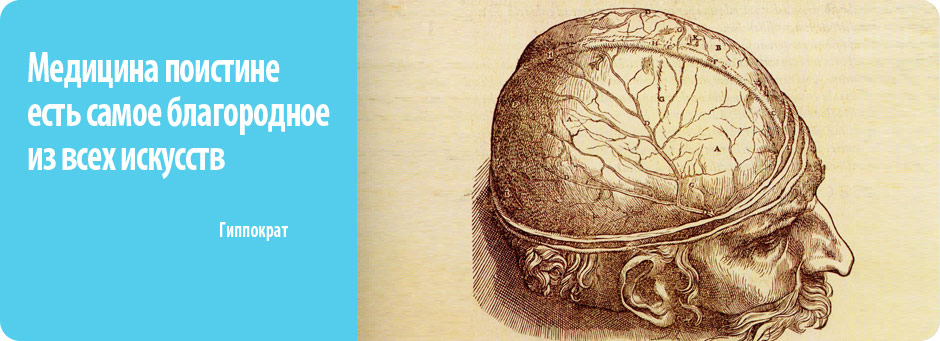 Медицина поистине
есть самое благородное
из всех искусств
Гиппократ